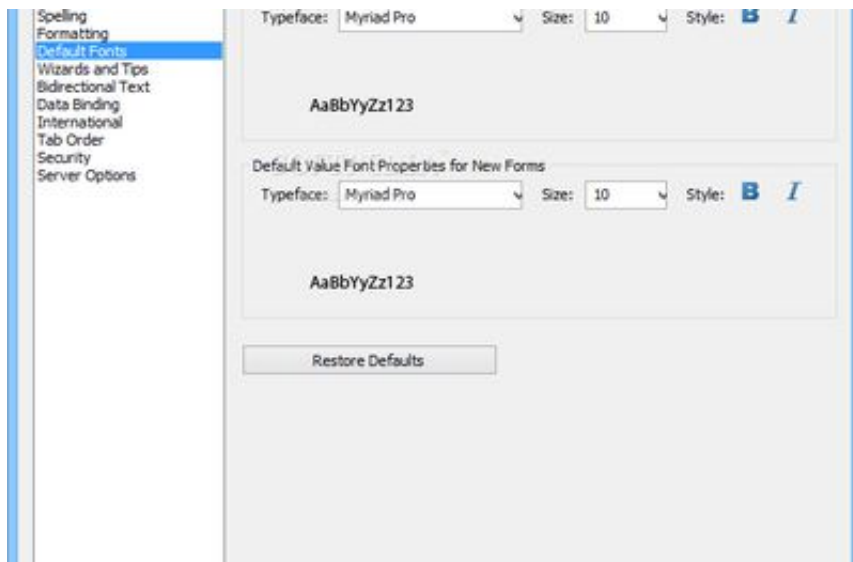 Spelling
Formatting
Default Fonts
Wizards and Tips
Bidirectional Text
Data Binding
International
Tab Order
Security
Server Options
Typeface: Myriad Pro Size: 10 Style: B I
AaBbYyZz123
Default Value Font Properties for New Forms
Typeface: Myriad Pro Size: 10 Style: B I
AaBbYyZz123
Restore Defaults